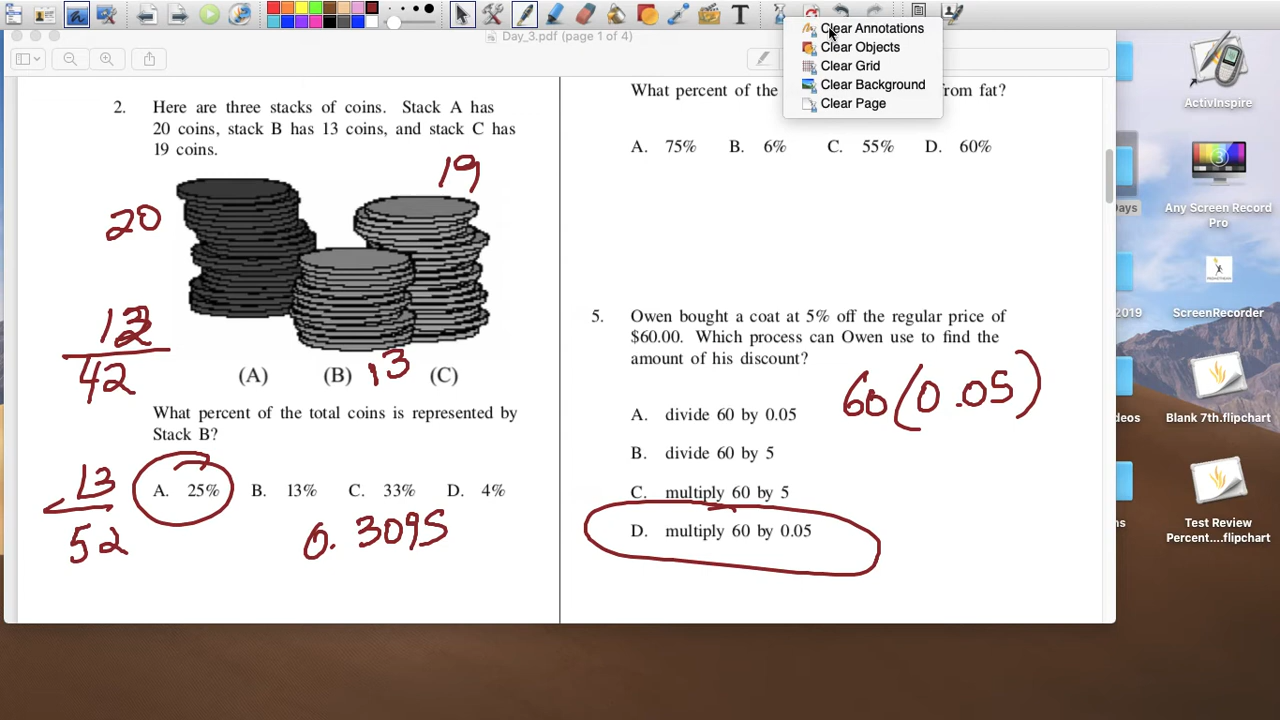 Day_3.pdf (page 1 of 4)
Clear Annotations
Clear Objects
Clear Grid
Clear Background
Clear Page
2. Here are three stacks of coins. Stack A has
20 coins, stack B has 13 coins, and stack C has
19 coins.
19
20
13
42
13
(A) (B) (C)
What percent of the total coins is represented by
Stack B?
13
52
A. 25% B. 13% C. 33% D. 4%
0.3095
What percent of the
from fat?
A. 75% B. 6% C. 55% D. 60%
5. Owen bought a coat at 5% off the regular price of
$60.00. Which process can Owen use to find the
amount of his discount?
60(0.05)
A. divide 60 by 0.05
B. divide 60 by 5
C. multiply 60 by 5
D. multiply 60 by 0.05
ActivInspire
Days
Any Screen Record
Pro
2019
ScreenRecorder
Blank 7th.flipchart
Test Review
Percent....flipchart